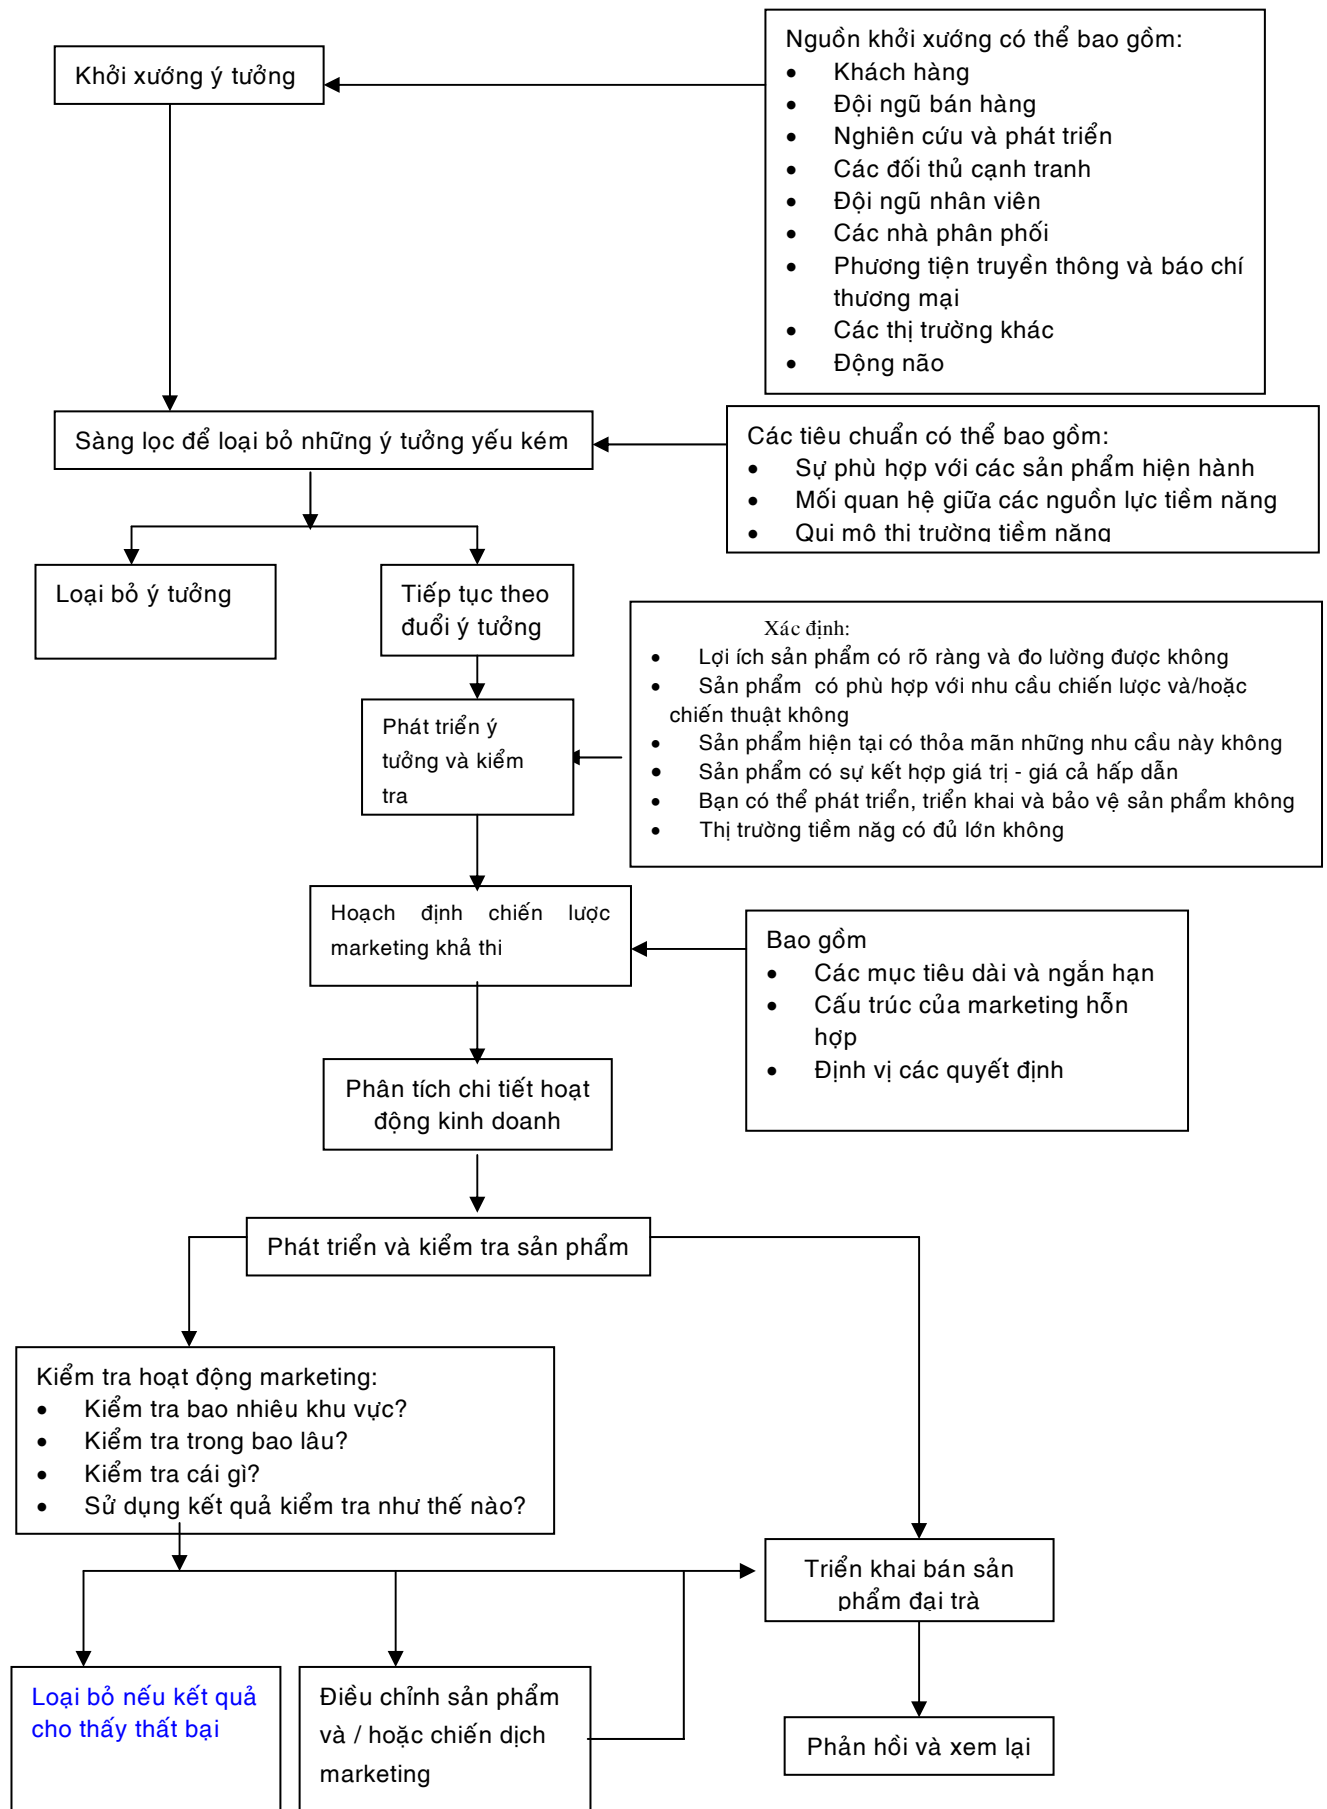 Khởi xướng ý tưởng
Nguồn khởi xướng có thể bao gồm:
• Khách hàng
• Đội ngũ bán hàng
• Nghiên cứu và phát triển
• Các đối thủ cạnh tranh
• Đội ngũ nhân viên
• Các nhà phân phối
• Phương tiện truyền thông và báo chí
thương mại
• Các thị trường khác
• Động não
Sàng lọc để loại bỏ những ý tưởng yếu kém
Các tiêu chuẩn có thể bao gồm:
• Sự phù hợp với các sản phẩm hiện hành
• Mối quan hệ giữa các nguồn lực tiềm năng
• Qui mô thị trường tiềm năng
Loại bỏ ý tưởng
Tiếp tục theo
đuổi ý tưởng
Xác định:
• Lợi ích sản phẩm có rõ ràng và đo lường được không
• Sản phẩm có phù hợp với nhu cầu chiến lược và/hoặc
chiến thuật không
• Sản phẩm hiện tại có thỏa mãn những nhu cầu này không
• Sản phẩm có sự kết hợp giá trị - giá cả hấp dẫn
• Bạn có thể phát triển, triển khai và bảo vệ sản phẩm không
• Thị trường tiềm năg có đủ lớn không
Phát triển ý
tưởng và kiểm
tra
Hoạch định chiến lược
marketing khả thi
Bao gồm
• Các mục tiêu dài và ngắn hạn
• Cấu trúc của marketing hỗn
hợp
• Định vị các quyết định
Phân tích chi tiết hoạt
động kinh doanh
Phát triển và kiểm tra sản phẩm
Kiểm tra hoạt động marketing:
• Kiểm tra bao nhiêu khu vực?
• Kiểm tra trong bao lâu?
• Kiểm tra cái gì?
• Sử dụng kết quả kiểm tra như thế nào?
Triển khai bán sản
phẩm đại trà
Loại bỏ nếu kết quả
cho thấy thất bại
Điều chỉnh sản phẩm
và / hoặc chiến dịch
marketing
Phản hồi và xem lại